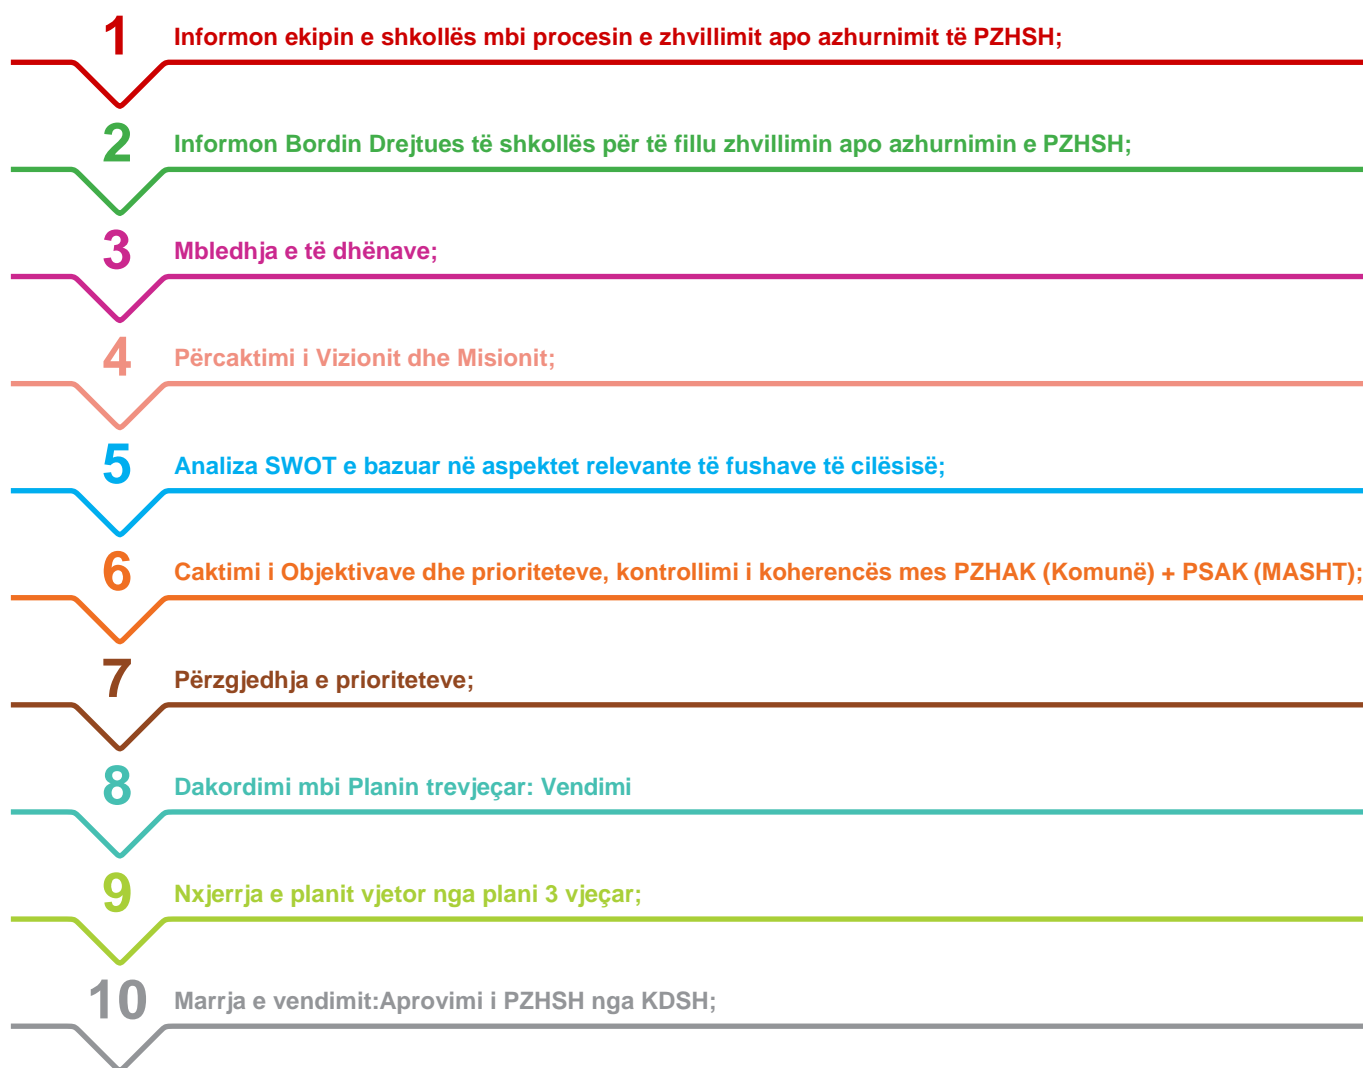 1
Informon ekipin e shkollës mbi procesin e zhvillimit apo azhurnimit të PZHSH;
2
Informon Bordin Drejtues të shkollës për të fillu zhvillimin apo azhurnimin e PZHSH;
3
Mbledhja e të dhënave;
4
Përcaktimi i Vizionit dhe Misionit;
5
Analiza SWOT e bazuar në aspektet relevante të fushave të cilësisë;
6
Caktimi i Objektivave dhe prioriteteve, kontrollimi i koherencës mes PZHAK (Komunë) + PSAK (MASHT);
7
Përzgjedhja e prioriteteve;
8
Dakordimi mbi Planin trevjeçar: Vendimi
9
Nxjerrja e planit vjetor nga plani 3 vjeçar;
10
Marrja e vendimit:Aprovimi i PZHSH nga KDSH;